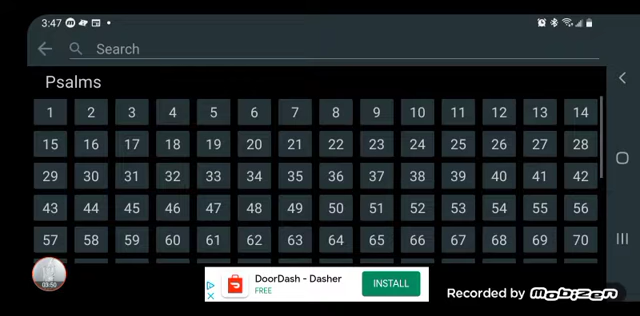 3:47
Search
Psalms
1 2 3 4 5 6 7 8 9 10 11 12 13 14
15 16 17 18 19 20 21 22 23 24 25 26 27 28
29 30 31 32 33 34 35 36 37 38 39 40 41 42
43 44 45 46 47 48 49 50 51 52 53 54 55 56
57 58 59 60 61 62 63 64 65 66 67 68 69 70
03:50
DoorDash - Dasher
FREE
INSTALL
Recorded by MOBIZEN